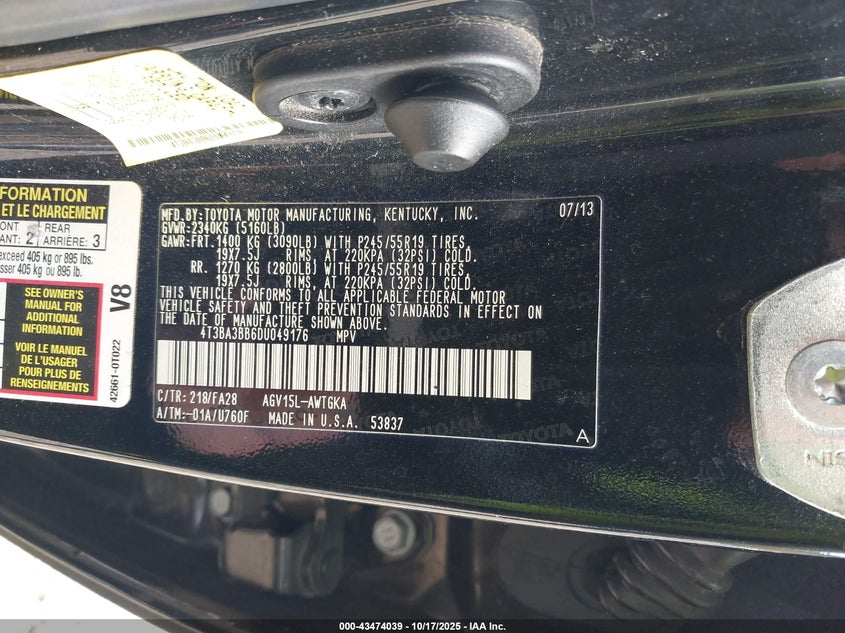 FORMATION
ET LE CHARGEMENT
REAR
ARRIÈRE: 3
exceed 405 kg or 895 lbs.
sser 405 kg ou 895 lb.
SEE OWNER'S
MANUAL FOR
ADDITIONAL
INFORMATION
VOIR LE MANUEL
DE L'USAGER
POUR PLUS DE
RENSEIGNEMENTS
V8
42661-0T022
MFD.BY:TOYOTA MOTOR MANUFACTURING, KENTUCKY, INC. 07/13
GVWR:2340KG (5160LB)
GAWR:FRT.1400 KG (3090LB) WITH P245/55R19 TIRES,
19X7.5J RIMS, AT 220KPA (32PSI) COLD.
RR. 1270 KG (2800LB) WITH P245/55R19 TIRES,
19X7.5J RIMS, AT 220KPA (32PSI) COLD.
THIS VEHICLE CONFORMS TO ALL APPLICABLE FEDERAL MOTOR
VEHICLE SAFETY AND THEFT PREVENTION STANDARDS IN EFFECT ON
THE DATE OF MANUFACTURE SHOWN ABOVE.
4T3BA3BB6DU049176 MPV
C/TR:218/FA28 AGV15L-AWTGKA
A/TM:-01A/U760F MADE IN U.S.A. 53837
A
000-43474039 - 10/17/2025 - IAA Inc.